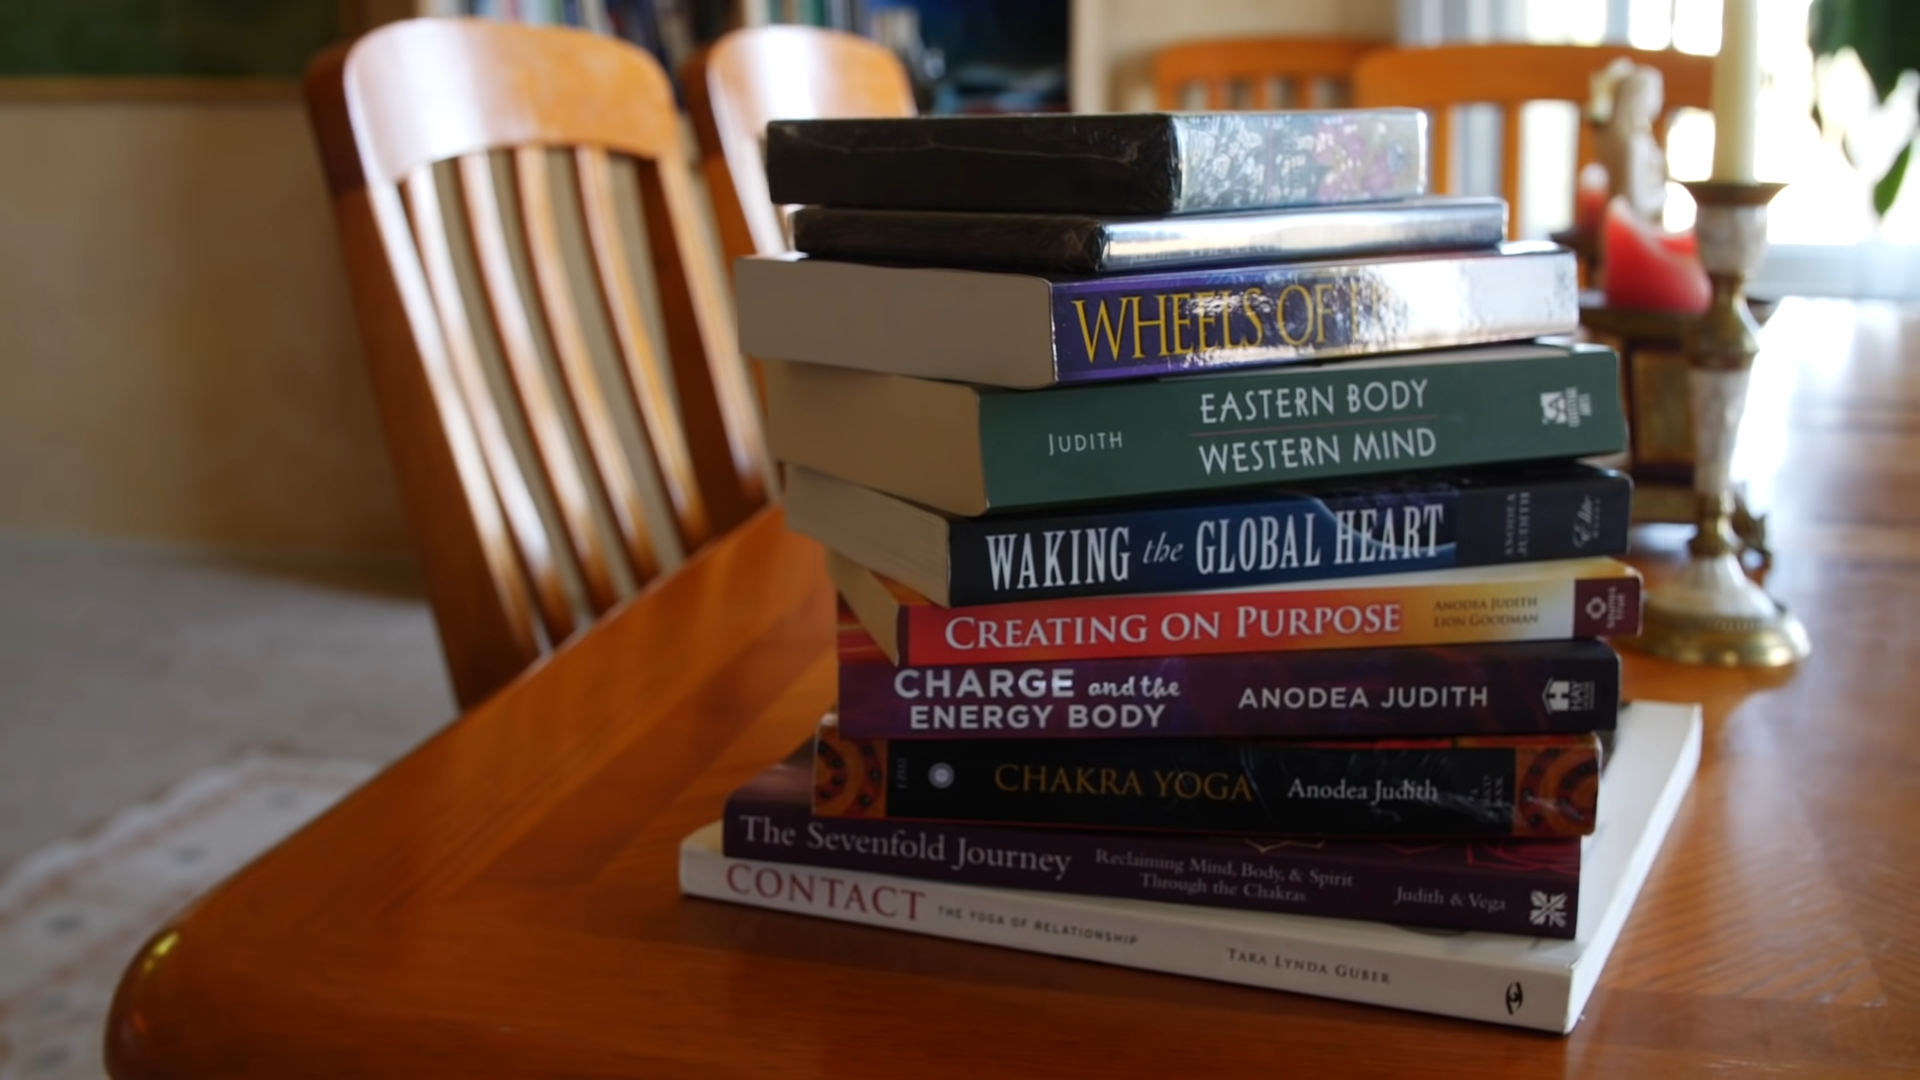 WHEELS OF
JUDITH
EASTERN BODY
WESTERN MIND
WAKING the GLOBAL HEART
ANODEA
JUDITH
Elite
CREATING ON PURPOSE
ANODEA JUDITH
LION GOODMAN
CHARGE and the
ENERGY BODY
ANODEA JUDITH
HAY
CHAKRA YOGA
Anodea Judith
The Sevenfold Journey
Reclaiming Mind, Body, & Spirit
Through the Chakras
Judith & Vega
CONTACT THE YOGA OF RELATIONSHIP
TARA LYNDA GUBER